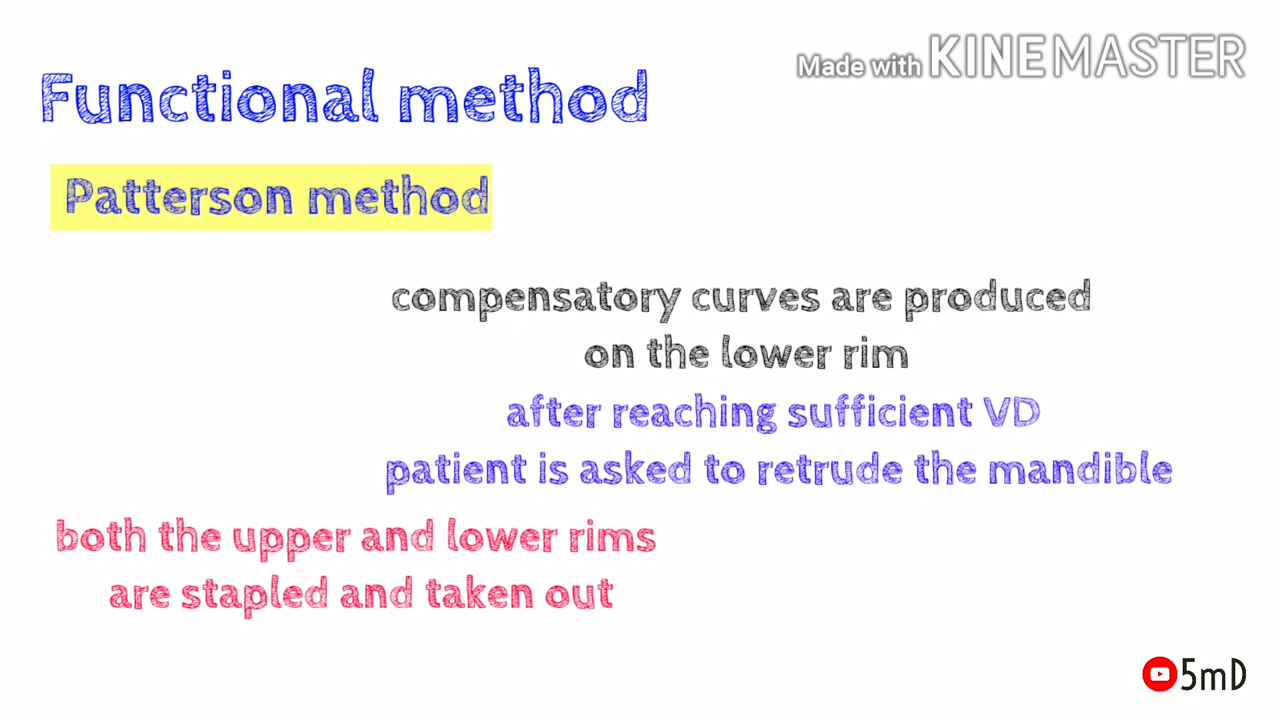 Made with KINEMASTER
Functional method
Patterson method
compensatory curves are produced
on the lower rim
after reaching sufficient VD
patient is asked to retrude the mandible
both the upper and lower rims
are stapled and taken out
5mD